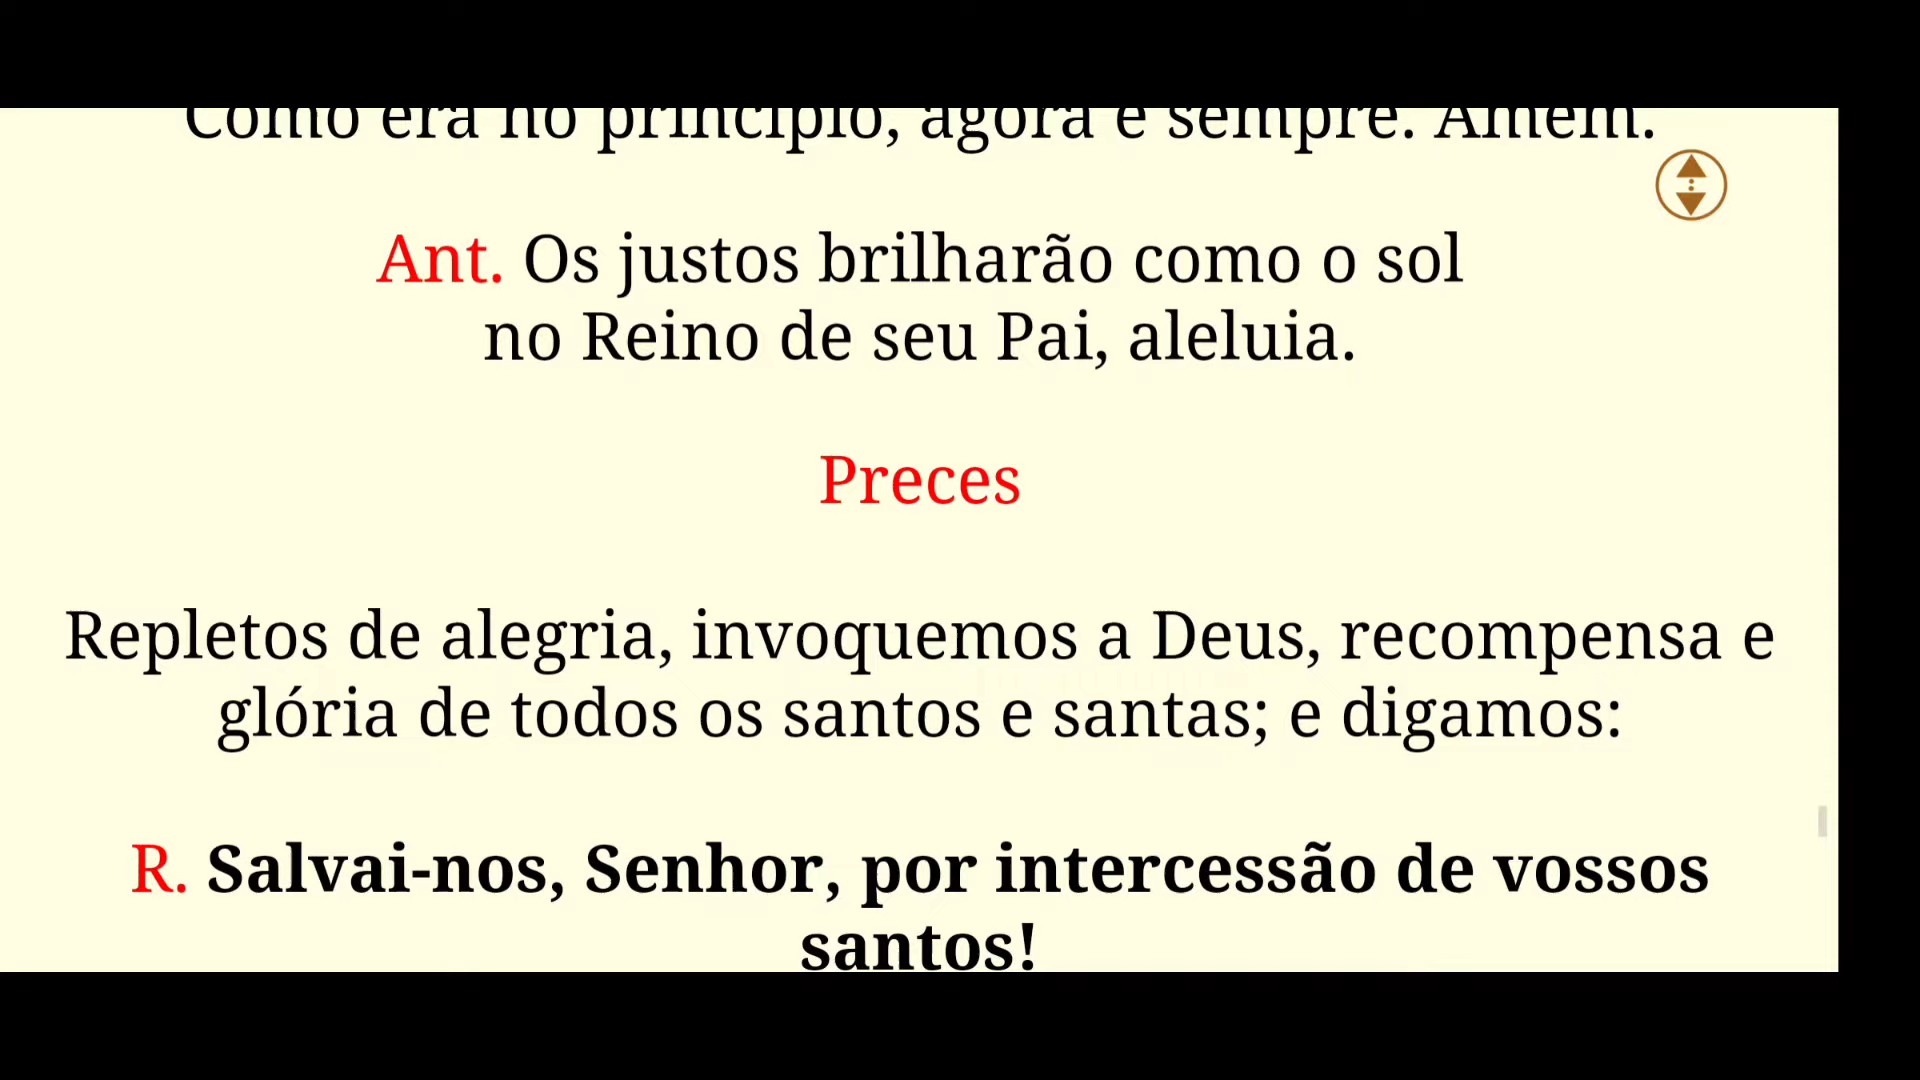 Como era no princípio, agora e sempre. Amém.
Ant. Os justos brilharão como o sol
no Reino de seu Pai, aleluia.
Preces
Repletos de alegria, invoquemos a Deus, recompensa e
glória de todos os santos e santas; e digamos:
R. Salvai-nos, Senhor, por intercessão de vossos
santos!